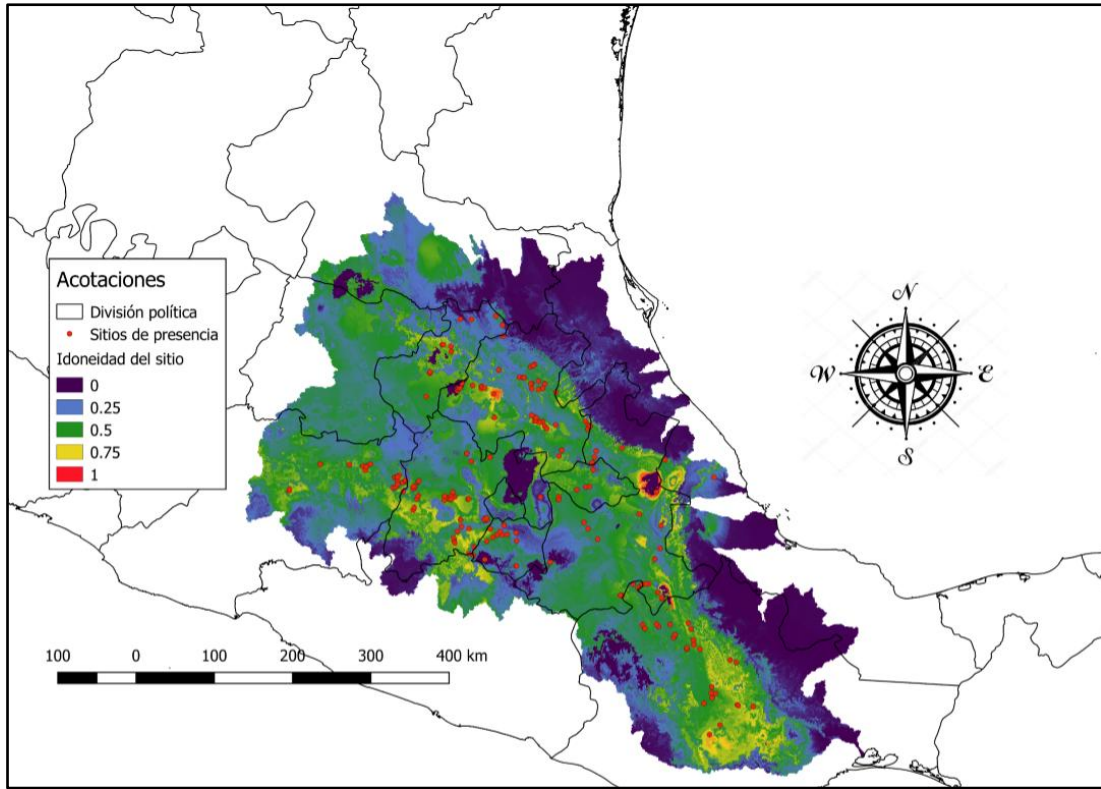 N
W
E
S
Acotaciones
División política
Sitios de presencia
Idoneidad del sitio
0
0.25
0.5
0.75
1
100 0 100 200 300 400 km